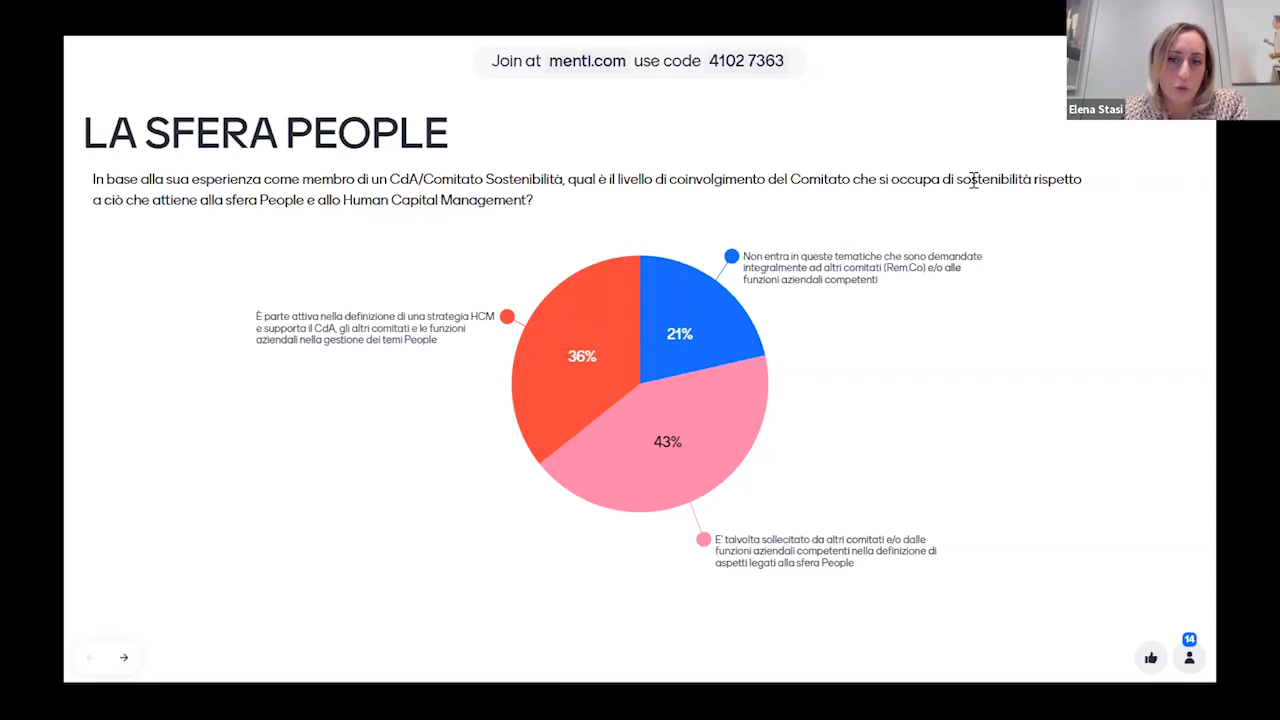 Join at menti.com use code 4102 7363
Elena Stasi
LA SFERA PEOPLE
In base alla sua esperienza come membro di un CdA/Comitato Sostenibilità, qual è il livello di coinvolgimento del Comitato che si occupa di sostenibilità rispetto
a ciò che attiene alla sfera People e allo Human Capital Management?
Non entra in queste tematiche che sono demandate
integralmente ad altri comitati (Rem.Co) e/o alle
funzioni aziendali competenti
È parte attiva nella definizione di una strategia HCM
e supporta il CdA, gli altri comitati e le funzioni
aziendali nella gestione dei temi People
21%
36%
43%
E' talvolta sollecitato da altri comitati e/o dalle
funzioni aziendali competenti nella definizione di
aspetti legati alla sfera People
14